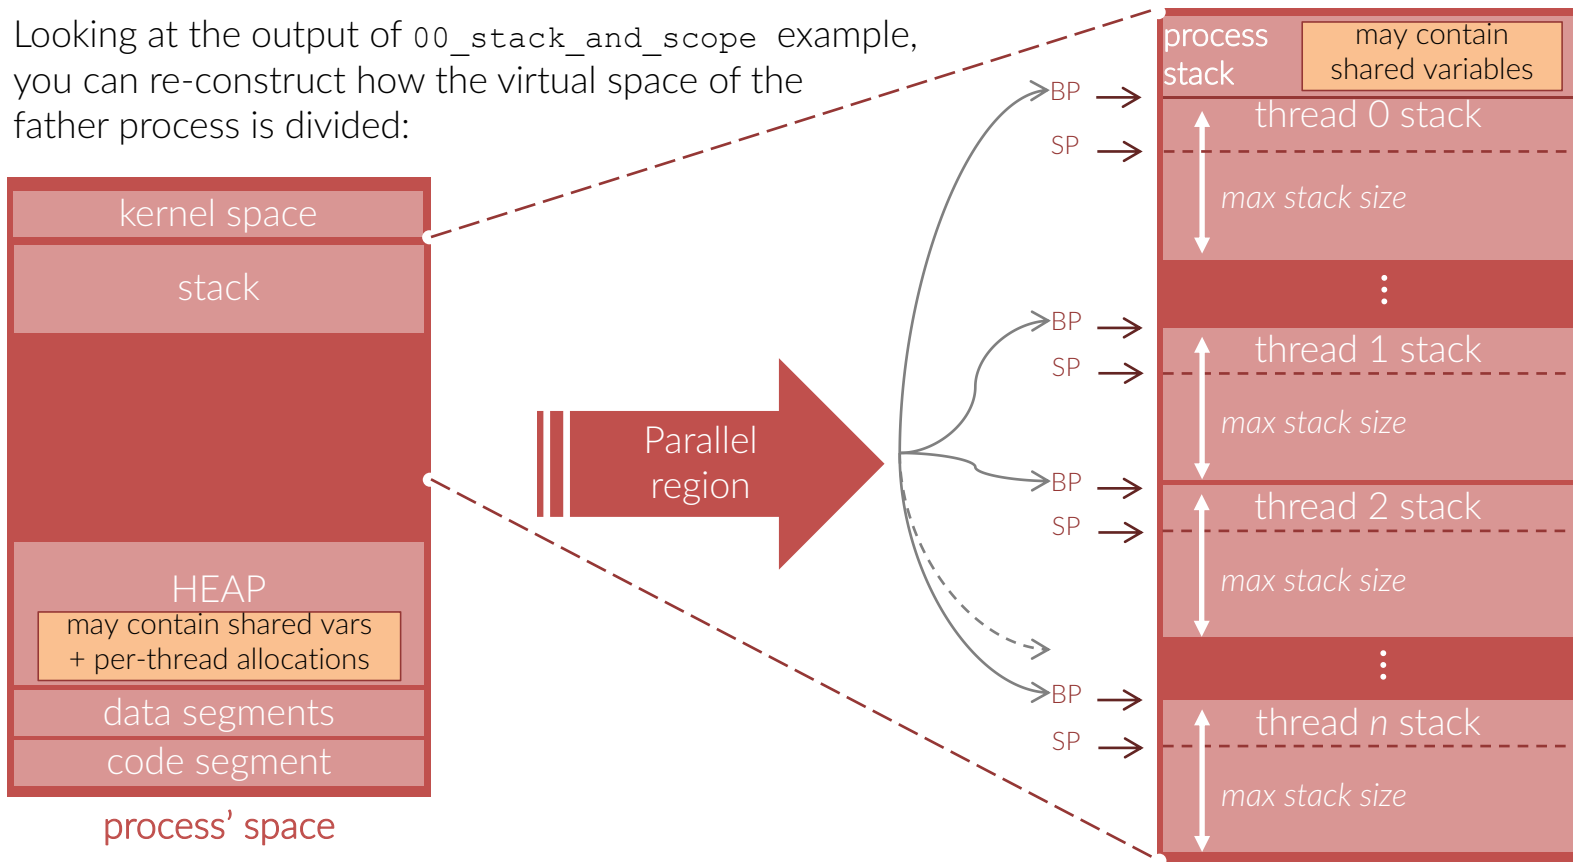 Looking at the output of 00_stack_and_scope example,
you can re-construct how the virtual space of the
father process is divided:
kernel space
stack
HEAP
may contain shared vars
+ per-thread allocations
data segments
code segment
process’ space
Parallel
region
process
stack
may contain
shared variables
BP
thread 0 stack
SP
max stack size
⋮
BP
thread 1 stack
SP
max stack size
BP
thread 2 stack
SP
max stack size
⋮
BP
thread n stack
SP
max stack size